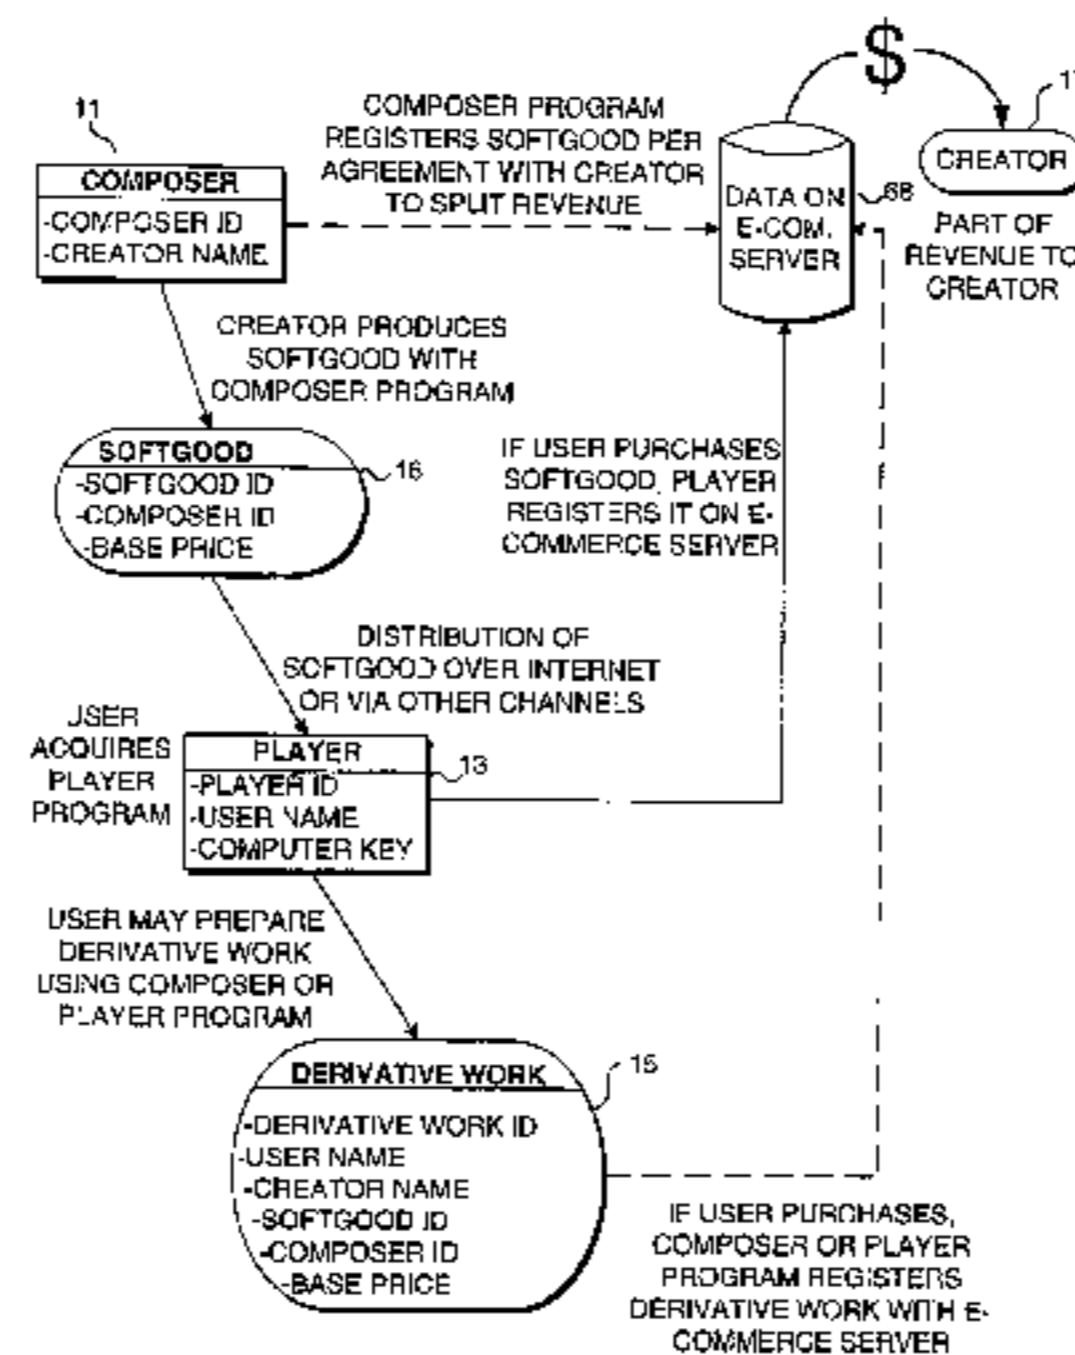 $
11
COMPOSER PROGRAM
REGISTERS SOFTGOOD PER
AGREEMENT WITH CREATOR
TO SPLIT REVENUE
CREATOR
COMPOSER
-COMPOSER ID
-CREATOR NAME
DATA ON
E-COM.
SERVER
68
PART OF
REVENUE TO
CREATOR
CREATOR PRODUCES
SOFTGOOD WITH
COMPOSER PROGRAM
SOFTGOOD
-SOFTGOOD ID
-COMPOSER ID
-BASE PRICE
16
IF USER PURCHASES
SOFTGOOD, PLAYER
REGISTERS IT ON E-
COMMERCE SERVER
DISTRIBUTION OF
SOFTGOOD OVER INTERNET
OR VIA OTHER CHANNELS
USER
ACQUIRES
PLAYER
PROGRAM
PLAYER
-PLAYER ID
-USER NAME
-COMPUTER KEY
13
USER MAY PREPARE
DERIVATIVE WORK
USING COMPOSER OR
PLAYER PROGRAM
DERIVATIVE WORK
-DERIVATIVE WORK ID
-USER NAME
-CREATOR NAME
-SOFTGOOD ID
-COMPOSER ID
-BASE PRICE
15
IF USER PURCHASES,
COMPOSER OR PLAYER
PROGRAM REGISTERS
DERIVATIVE WORK WITH E-
COMMERCE SERVER